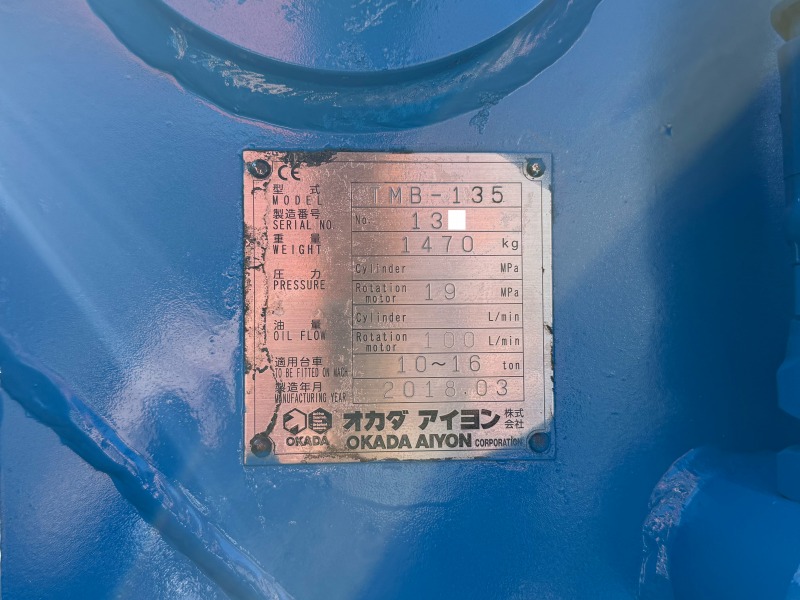 CE
型式 TMB-135
MODEL
製造番号 No. 13
SERIAL NO.
重量 1470 kg
WEIGHT
圧力 Cylinder MPa
PRESSURE Rotation motor 19 MPa
油量 Cylinder L/min
OIL FLOW Rotation motor 100 L/min
適用台車 10~16 ton
TO BE FITTED ON MACH
製造年月 2018.03
MANUFACTURING YEAR
オカダ アイヨン 株式会社
OKADA OKADA AIYON CORPORATION